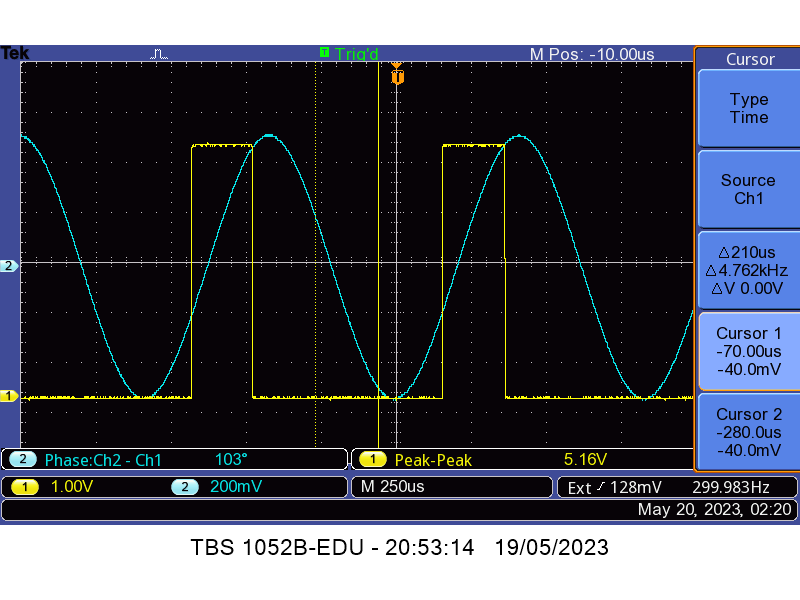 Tek T Trig'd M Pos: -10.00us
T
Cursor
Type
Time
Source
Ch1
△210us
△4.762kHz
△V 0.00V
Cursor 1
-70.00us
-40.0mV
Cursor 2
-280.0us
-40.0mV
2
1
2 Phase:Ch2 - Ch1 103° 1 Peak-Peak 5.16V
1 1.00V 2 200mV M 250us Ext 128mV 299.983Hz
May 20, 2023, 02:20
TBS 1052B-EDU - 20:53:14 19/05/2023